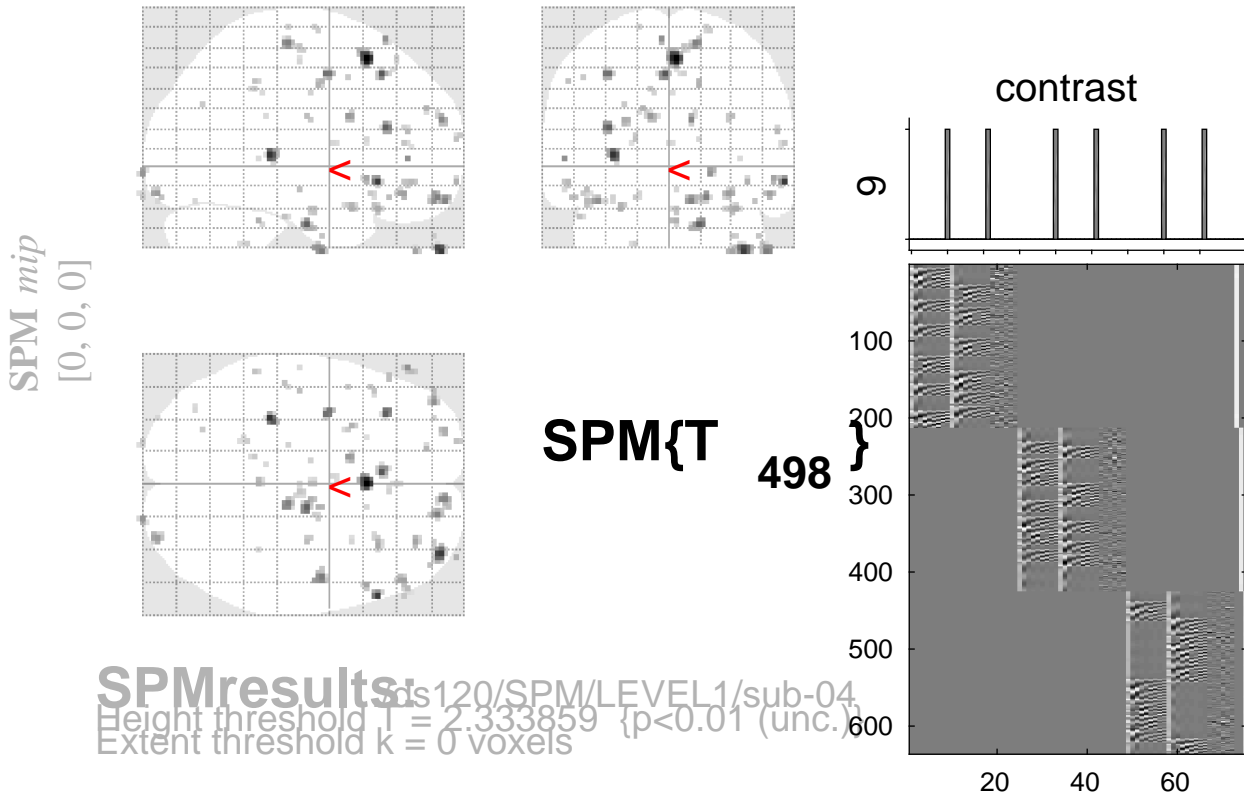 contrast
9
SPM mip
[0, 0, 0]
<
<
<
SPM{T 498 }
100
200
300
400
500
600
20
40
60
SPMresults: /ds120/SPM/LEVEL1/sub-04
Height threshold T = 2.333859 {p<0.01 (unc.)}
Extent threshold k = 0 voxels